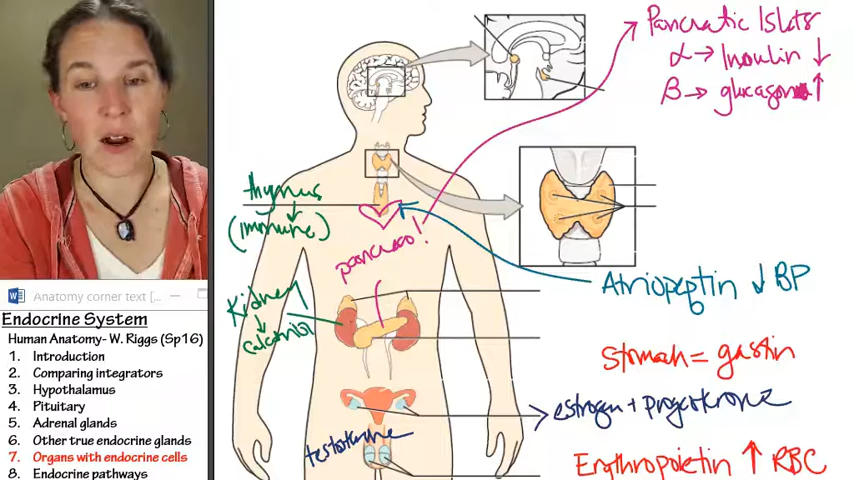 Pancratic Islets
α→ Insulin ↓
β→ glucagon ↑
thymus
(immune)
pancreas!
Atriopeptin ↓ BP
Kidney
calcitriol
Stomach = gastin
estrogen + progesterone
testosterone
Erythropoietin ↑ RBC
Anatomy corner text [...
Endocrine System
Human Anatomy- W. Riggs (Sp16)
1. Introduction
2. Comparing integrators
3. Hypothalamus
4. Pituitary
5. Adrenal glands
6. Other true endocrine glands
7. Organs with endocrine cells
8. Endocrine pathways